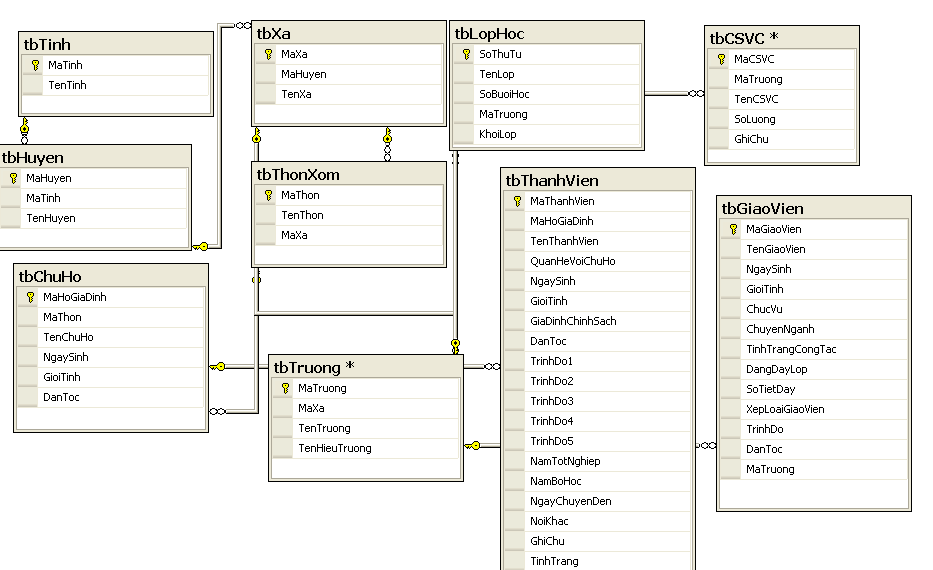 tbTinh
MaTinh
TenTinh
tbHuyen
MaHuyen
MaTinh
TenHuyen
tbChuHo
MaHoGiaDinh
MaThon
TenChuHo
NgaySinh
GioiTinh
DanToc
tbXa
MaXa
MaHuyen
TenXa
tbThonXom
MaThon
TenThon
MaXa
tbTruong *
MaTruong
MaXa
TenTruong
TenHieuTruong
tbLopHoc
SoThuTu
TenLop
SoBuoiHoc
MaTruong
KhoiLop
tbThanhVien
MaThanhVien
MaHoGiaDinh
TenThanhVien
QuanHeVoiChuHo
NgaySinh
GioiTinh
GiaDinhChinhSach
DanToc
TrinhDo1
TrinhDo2
TrinhDo3
TrinhDo4
TrinhDo5
NamTotNghiep
NamBoHoc
NgayChuyenDen
NoiKhac
GhiChu
TinhTrang
tbCSVC *
MaCSVC
MaTruong
TenCSVC
SoLuong
GhiChu
tbGiaoVien
MaGiaoVien
TenGiaoVien
NgaySinh
GioiTinh
ChucVu
ChuyenNganh
TinhTrangCongTac
DangDayLop
SoTietDay
XepLoaiGiaoVien
TrinhDo
DanToc
MaTruong